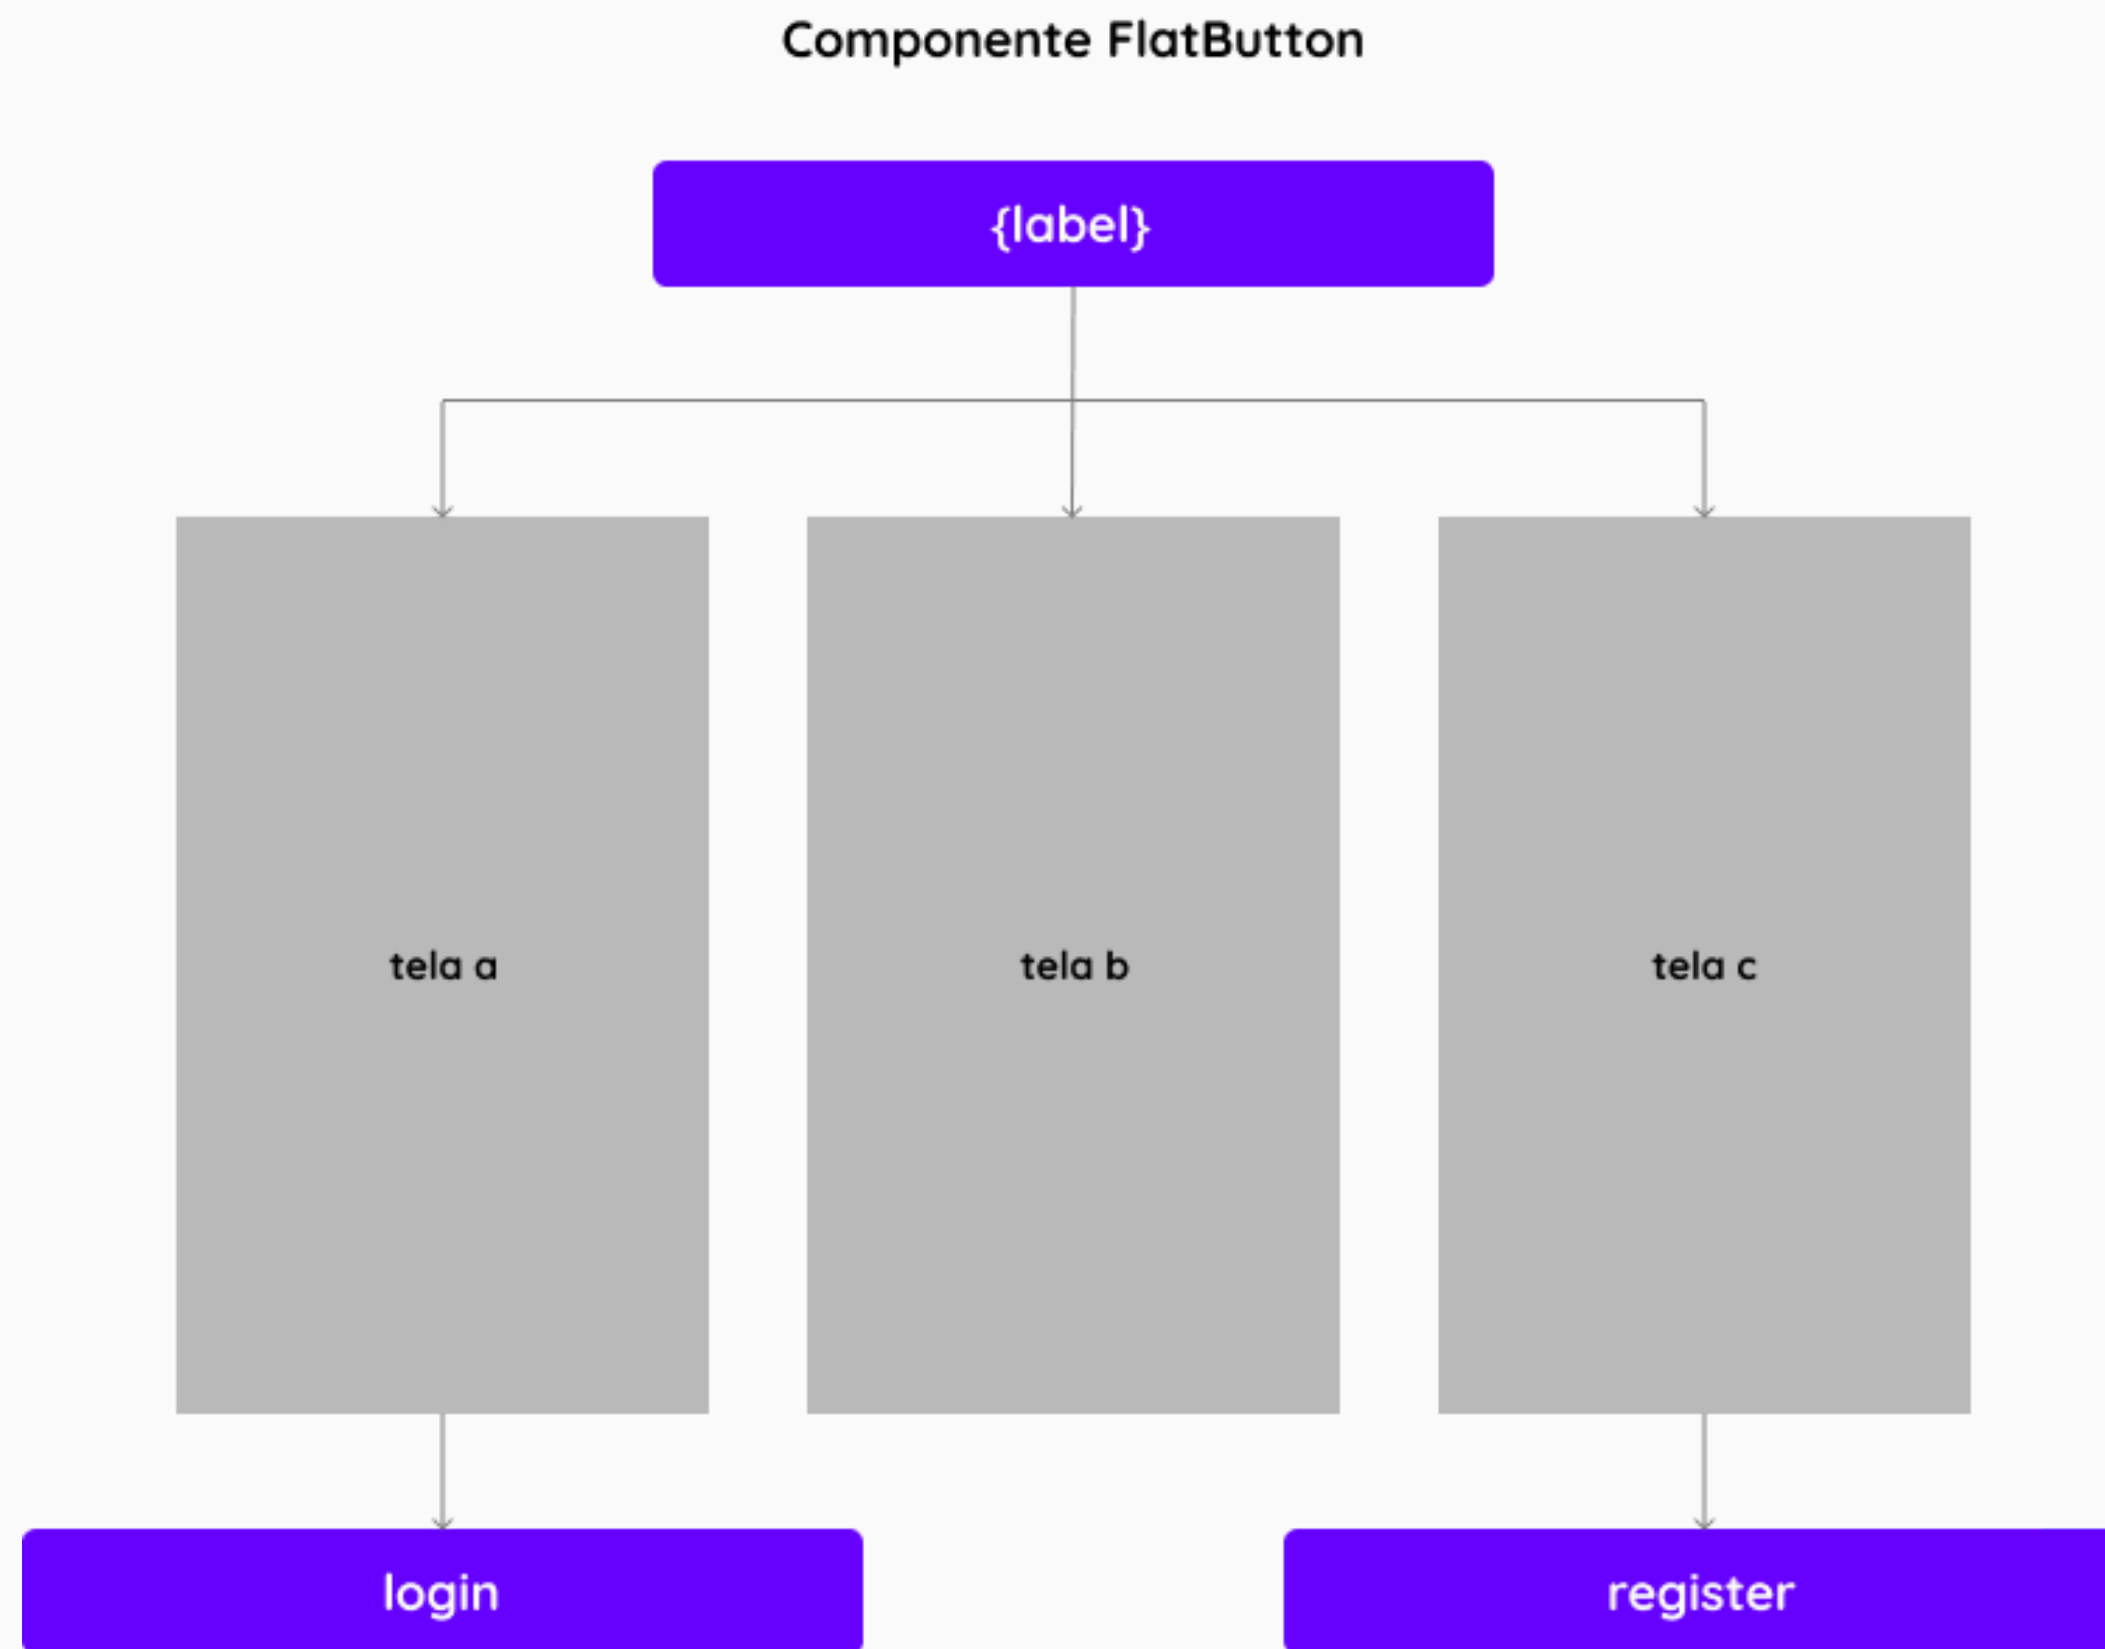 Componente FlatButton
{label}
tela a
tela b
tela c
login
register